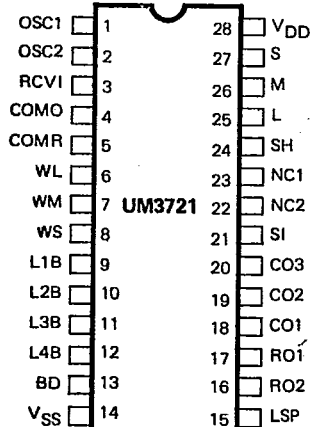 OSC1 1 28 VDD
OSC2 2 27 S
RCVI 3 26 M
COMO 4 25 L
COMR 5 24 SH
WL 6 23 NC1
WM 7 UM3721 22 NC2
WS 8 21 SI
L1B 9 20 CO3
L2B 10 19 CO2
L3B 11 18 CO1
L4B 12 17 RO1
BD 13 16 RO2
VSS 14 15 LSP